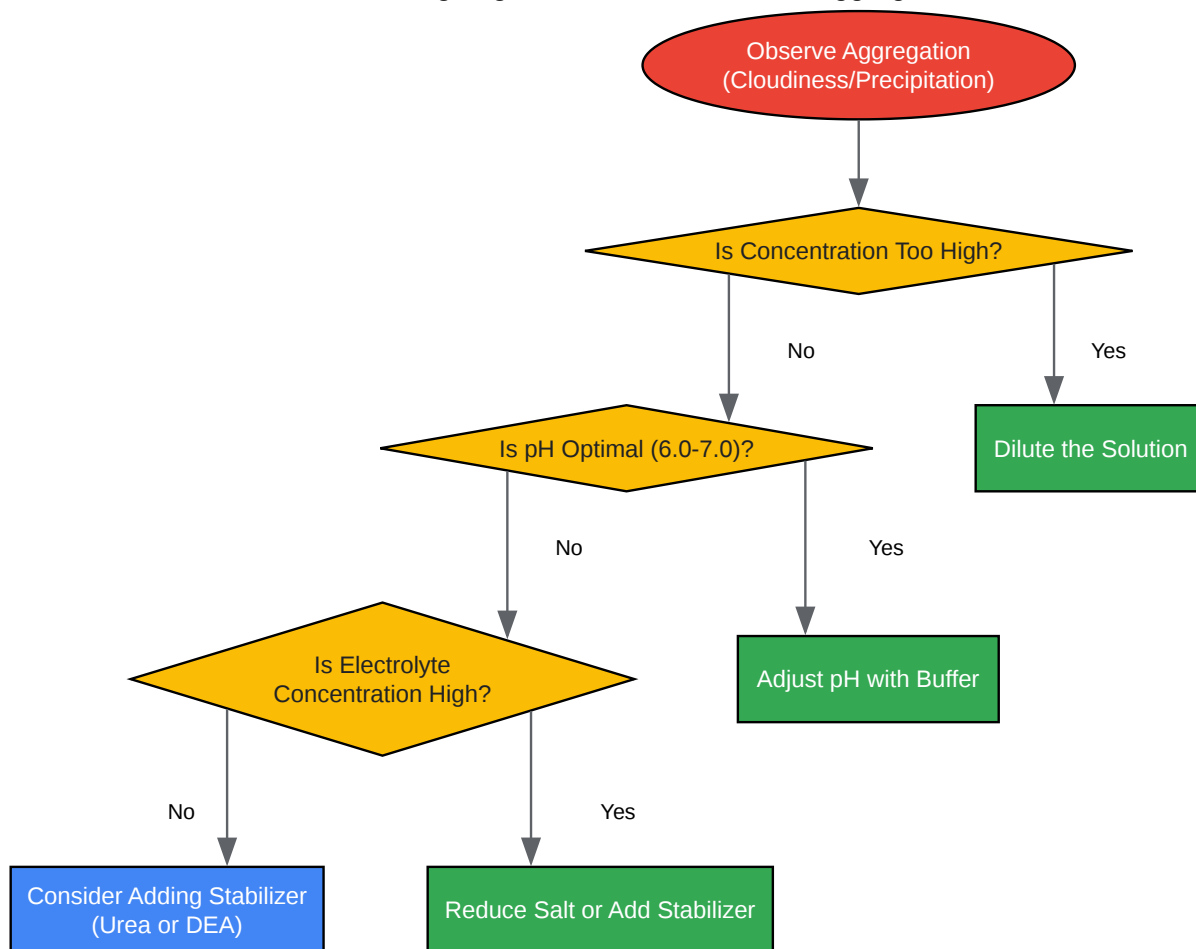 Observe Aggregation
(Cloudiness/Precipitation)
Is Concentration Too High?
No
Yes
Is pH Optimal (6.0-7.0)?
Dilute the Solution
No
Yes
Is Electrolyte
Concentration High?
Adjust pH with Buffer
No
Yes
Consider Adding Stabilizer
(Urea or DEA)
Reduce Salt or Add Stabilizer